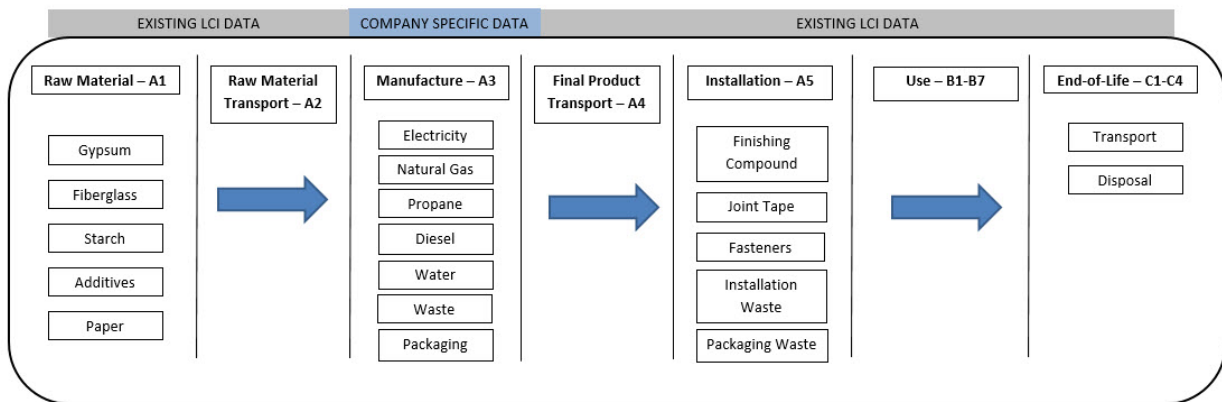 EXISTING LCI DATA
COMPANY SPECIFIC DATA
EXISTING LCI DATA
Raw Material – A1
Gypsum
Fiberglass
Starch
Additives
Paper
Raw Material
Transport – A2
Manufacture – A3
Electricity
Natural Gas
Propane
Diesel
Water
Waste
Packaging
Final Product
Transport – A4
Installation – A5
Finishing
Compound
Joint Tape
Fasteners
Installation
Waste
Packaging Waste
Use – B1-B7
End-of-Life – C1-C4
Transport
Disposal